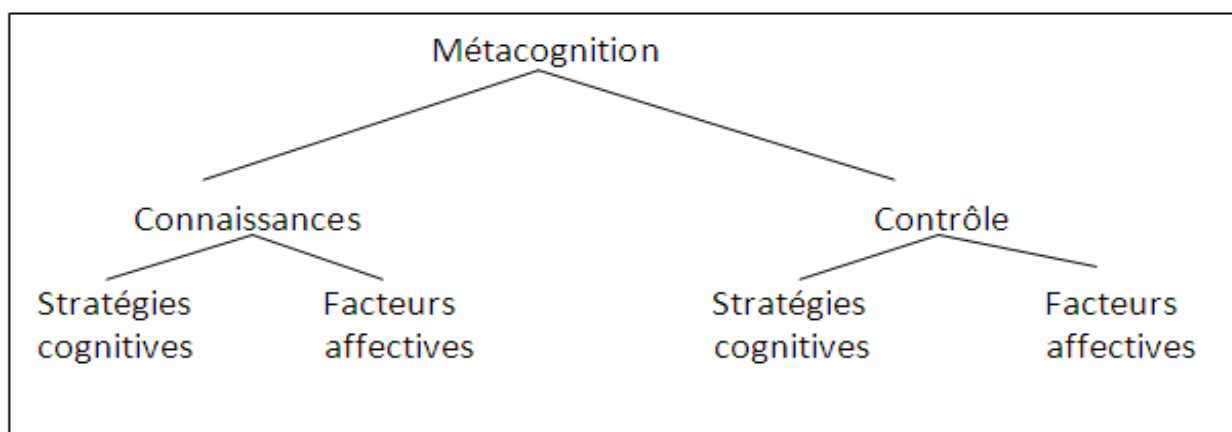 Métacognition
Connaissances
Contrôle
Stratégies
cognitives
Facteurs
affectives
Stratégies
cognitives
Facteurs
affectives